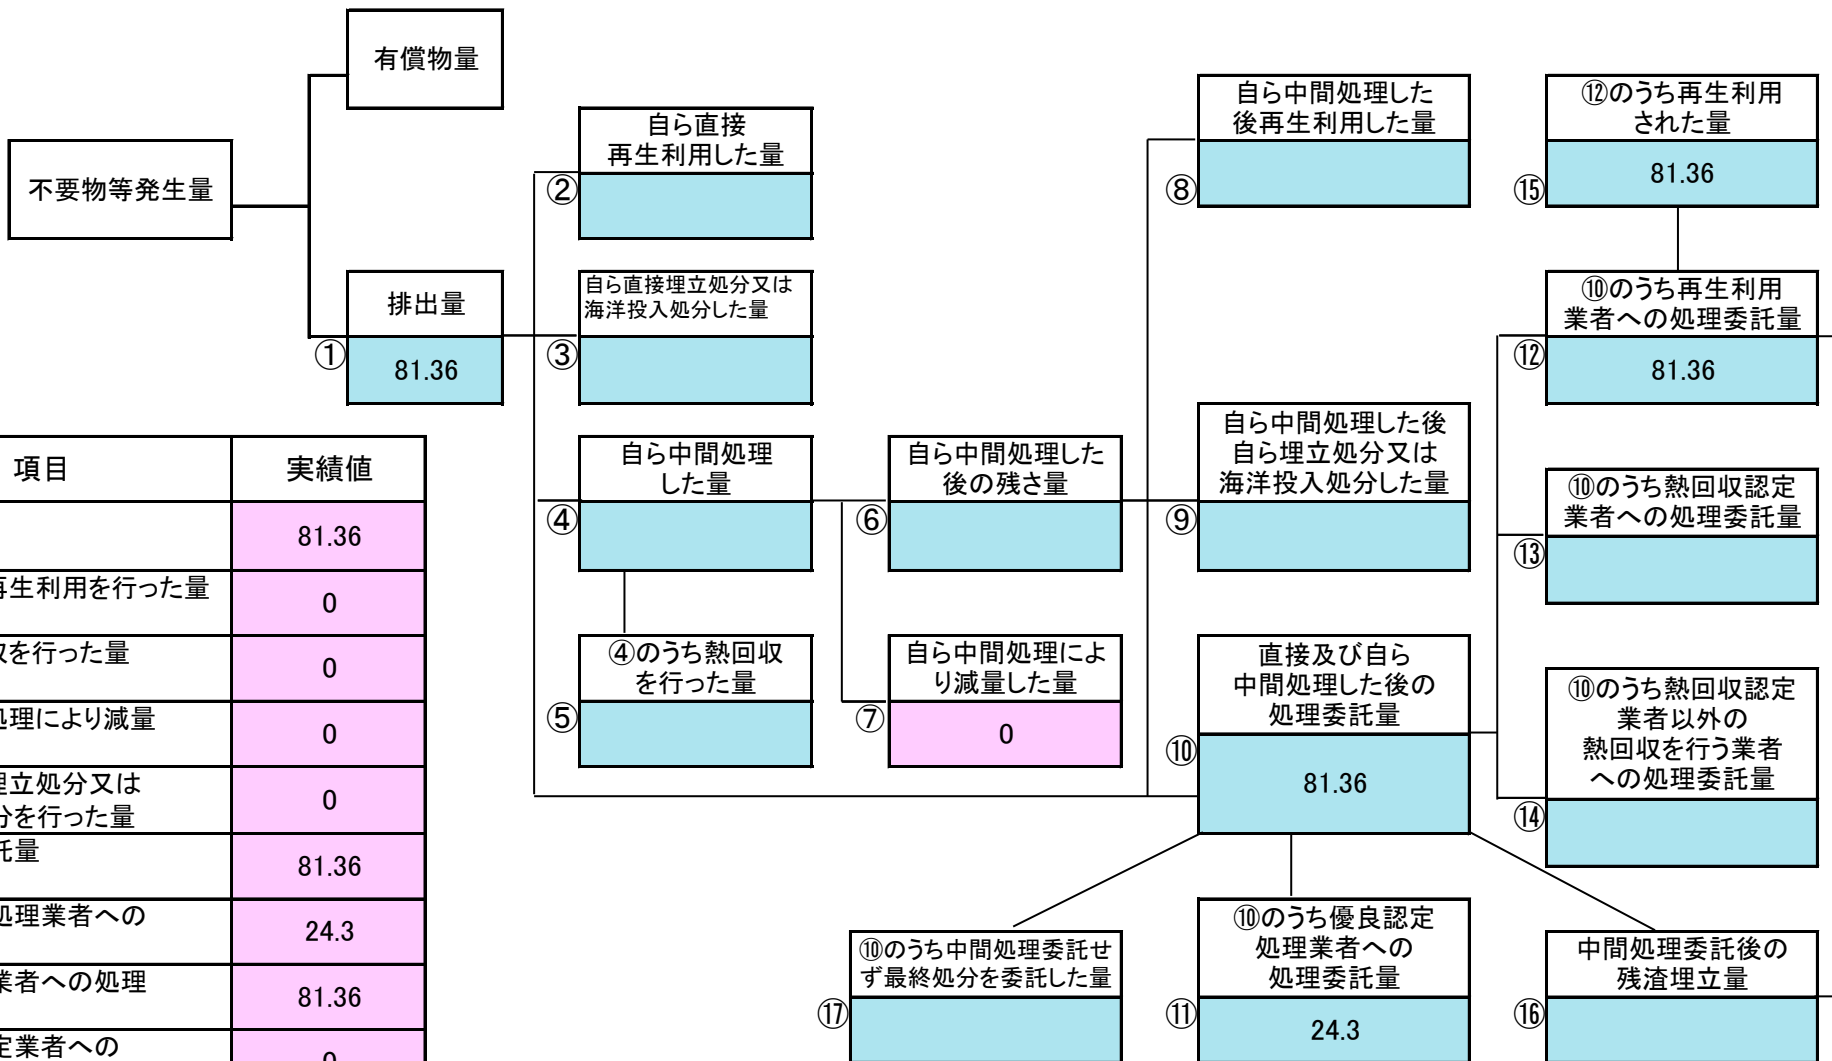 有償物量
不要物等発生量
排出量
①
81.36
自ら直接
再生利用した量
②
自ら直接埋立処分又は
海洋投入処分した量
③
自ら中間処理
した量
④
④のうち熱回収
を行った量
⑤
自ら中間処理した
後の残さ量
⑥
自ら中間処理によ
り減量した量
⑦
0
自ら中間処理した
後再生利用した量
⑧
自ら中間処理した後
自ら埋立処分又は
海洋投入処分した量
⑨
直接及び自ら
中間処理した後の
処理委託量
⑩
81.36
⑩のうち優良認定
処理業者への
処理委託量
⑪
24.3
⑫のうち再生利用
された量
⑮
81.36
⑩のうち再生利用
業者への処理委託量
⑫
81.36
⑩のうち熱回収認定
業者への処理委託量
⑬
⑩のうち熱回収認定
業者以外の
熱回収を行う業者
への処理委託量
⑭
中間処理委託後の
残渣埋立量
⑯
⑩のうち中間処理委託せ
ず最終処分を委託した量
⑰
項目
実績値
81.36
再生利用を行った量
0
を行った量
0
処理により減量
0
埋立処分又は
分を行った量
0
託量
81.36
処理業者への
24.3
業者への処理
81.36
定業者への
0